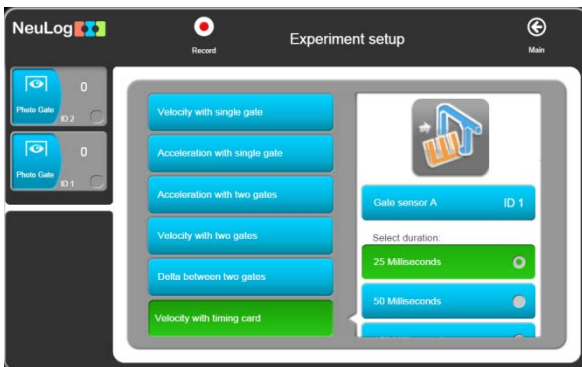 NeuLog
Record
Experiment setup
Main
0
Photo Gate
ID 2
0
Photo Gate
ID 1
Velocity with single gate
Acceleration with single gate
Acceleration with two gates
Velocity with two gates
Delta between two gates
Velocity with timing card
Gate sensor A ID 1
Select duration:
25 Milliseconds
50 Milliseconds